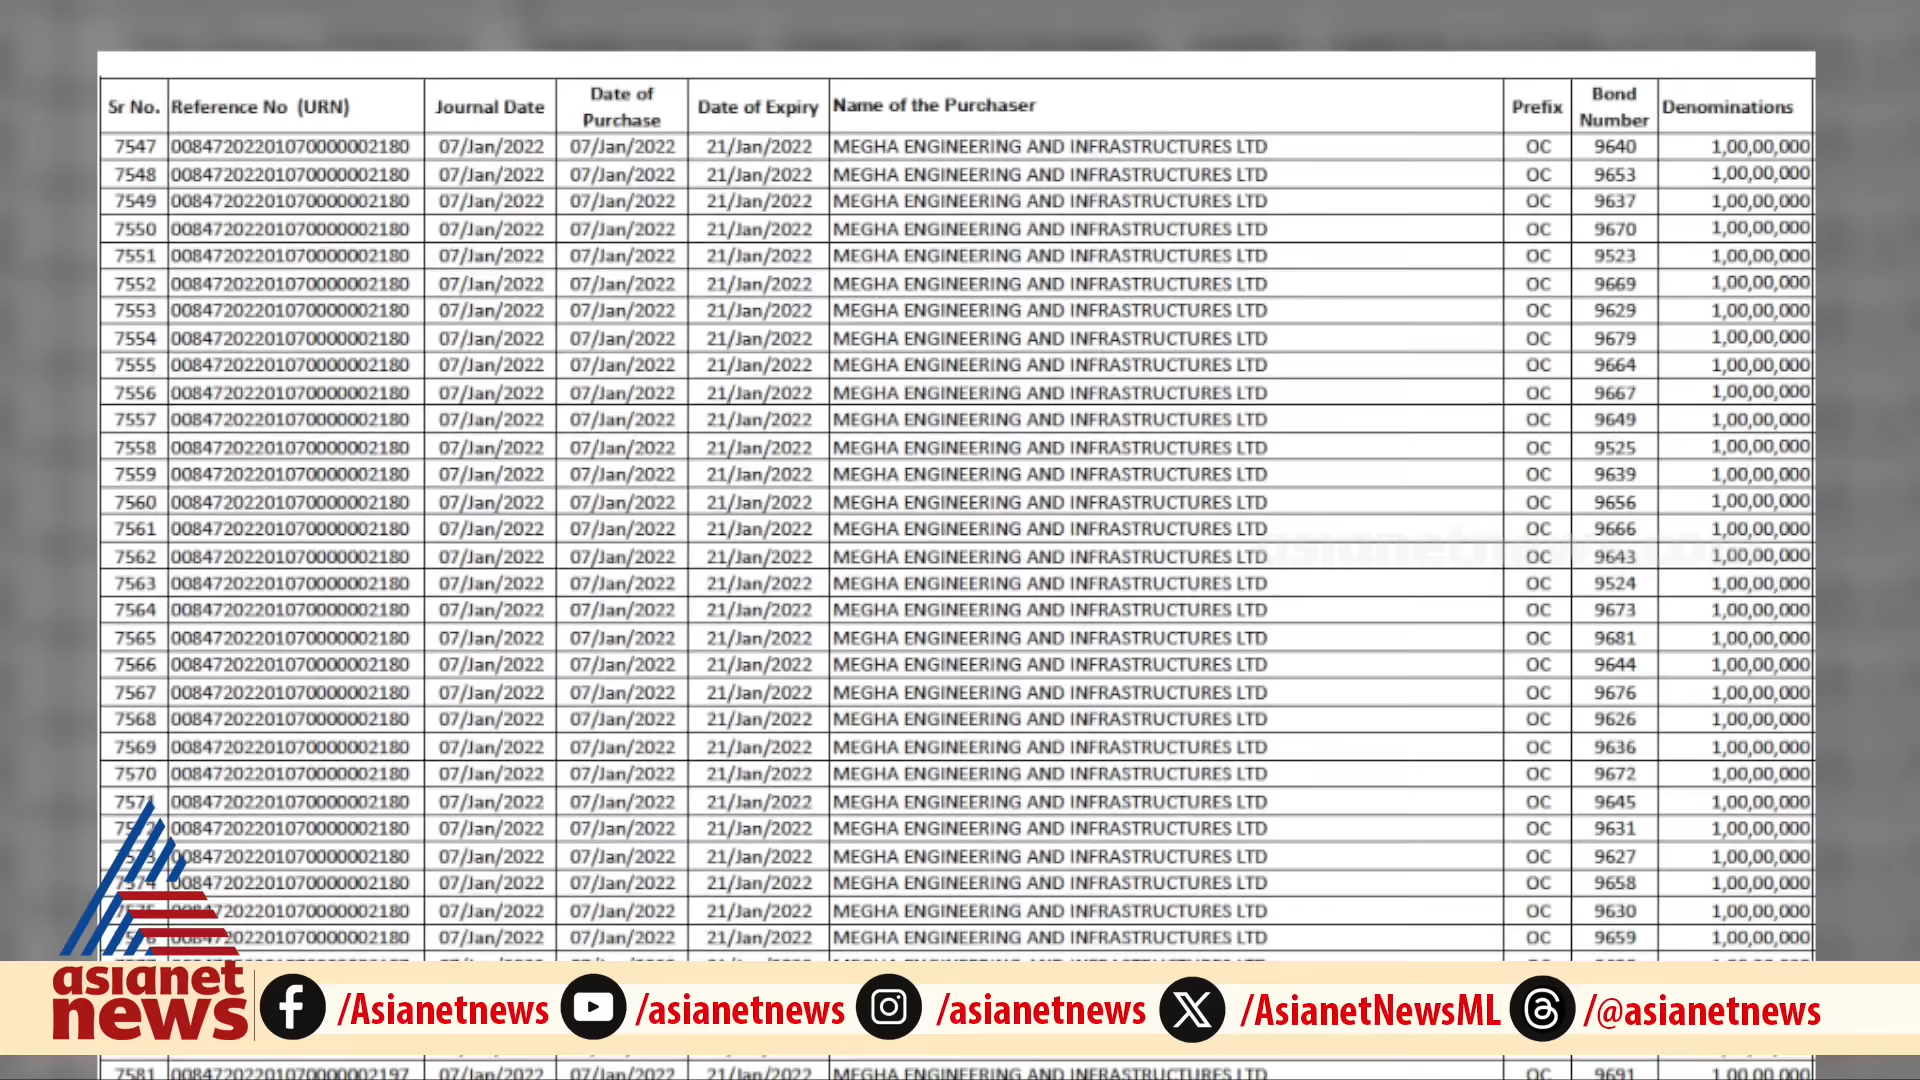 Sr No. Reference No (URN) Journal Date Date of Purchase Date of Expiry Name of the Purchaser Prefix Bond Number Denominations
7547 00847202201070000002180 07/Jan/2022 07/Jan/2022 21/Jan/2022 MEGHA ENGINEERING AND INFRASTRUCTURES LTD OC 9640 1,00,00,000
7548 00847202201070000002180 07/Jan/2022 07/Jan/2022 21/Jan/2022 MEGHA ENGINEERING AND INFRASTRUCTURES LTD OC 9653 1,00,00,000
7549 00847202201070000002180 07/Jan/2022 07/Jan/2022 21/Jan/2022 MEGHA ENGINEERING AND INFRASTRUCTURES LTD OC 9637 1,00,00,000
7550 00847202201070000002180 07/Jan/2022 07/Jan/2022 21/Jan/2022 MEGHA ENGINEERING AND INFRASTRUCTURES LTD OC 9670 1,00,00,000
7551 00847202201070000002180 07/Jan/2022 07/Jan/2022 21/Jan/2022 MEGHA ENGINEERING AND INFRASTRUCTURES LTD OC 9523 1,00,00,000
7552 00847202201070000002180 07/Jan/2022 07/Jan/2022 21/Jan/2022 MEGHA ENGINEERING AND INFRASTRUCTURES LTD OC 9669 1,00,00,000
7553 00847202201070000002180 07/Jan/2022 07/Jan/2022 21/Jan/2022 MEGHA ENGINEERING AND INFRASTRUCTURES LTD OC 9629 1,00,00,000
7554 00847202201070000002180 07/Jan/2022 07/Jan/2022 21/Jan/2022 MEGHA ENGINEERING AND INFRASTRUCTURES LTD OC 9679 1,00,00,000
7555 00847202201070000002180 07/Jan/2022 07/Jan/2022 21/Jan/2022 MEGHA ENGINEERING AND INFRASTRUCTURES LTD OC 9664 1,00,00,000
7556 00847202201070000002180 07/Jan/2022 07/Jan/2022 21/Jan/2022 MEGHA ENGINEERING AND INFRASTRUCTURES LTD OC 9667 1,00,00,000
7557 00847202201070000002180 07/Jan/2022 07/Jan/2022 21/Jan/2022 MEGHA ENGINEERING AND INFRASTRUCTURES LTD OC 9649 1,00,00,000
7558 00847202201070000002180 07/Jan/2022 07/Jan/2022 21/Jan/2022 MEGHA ENGINEERING AND INFRASTRUCTURES LTD OC 9525 1,00,00,000
7559 00847202201070000002180 07/Jan/2022 07/Jan/2022 21/Jan/2022 MEGHA ENGINEERING AND INFRASTRUCTURES LTD OC 9639 1,00,00,000
7560 00847202201070000002180 07/Jan/2022 07/Jan/2022 21/Jan/2022 MEGHA ENGINEERING AND INFRASTRUCTURES LTD OC 9656 1,00,00,000
7561 00847202201070000002180 07/Jan/2022 07/Jan/2022 21/Jan/2022 MEGHA ENGINEERING AND INFRASTRUCTURES LTD OC 9666 1,00,00,000
7562 00847202201070000002180 07/Jan/2022 07/Jan/2022 21/Jan/2022 MEGHA ENGINEERING AND INFRASTRUCTURES LTD OC 9643 1,00,00,000
7563 00847202201070000002180 07/Jan/2022 07/Jan/2022 21/Jan/2022 MEGHA ENGINEERING AND INFRASTRUCTURES LTD OC 9524 1,00,00,000
7564 00847202201070000002180 07/Jan/2022 07/Jan/2022 21/Jan/2022 MEGHA ENGINEERING AND INFRASTRUCTURES LTD OC 9673 1,00,00,000
7565 00847202201070000002180 07/Jan/2022 07/Jan/2022 21/Jan/2022 MEGHA ENGINEERING AND INFRASTRUCTURES LTD OC 9681 1,00,00,000
7566 00847202201070000002180 07/Jan/2022 07/Jan/2022 21/Jan/2022 MEGHA ENGINEERING AND INFRASTRUCTURES LTD OC 9644 1,00,00,000
7567 00847202201070000002180 07/Jan/2022 07/Jan/2022 21/Jan/2022 MEGHA ENGINEERING AND INFRASTRUCTURES LTD OC 9676 1,00,00,000
7568 00847202201070000002180 07/Jan/2022 07/Jan/2022 21/Jan/2022 MEGHA ENGINEERING AND INFRASTRUCTURES LTD OC 9626 1,00,00,000
7569 00847202201070000002180 07/Jan/2022 07/Jan/2022 21/Jan/2022 MEGHA ENGINEERING AND INFRASTRUCTURES LTD OC 9636 1,00,00,000
7570 00847202201070000002180 07/Jan/2022 07/Jan/2022 21/Jan/2022 MEGHA ENGINEERING AND INFRASTRUCTURES LTD OC 9672 1,00,00,000
7571 00847202201070000002180 07/Jan/2022 07/Jan/2022 21/Jan/2022 MEGHA ENGINEERING AND INFRASTRUCTURES LTD OC 9645 1,00,00,000
00847202201070000002180 07/Jan/2022 07/Jan/2022 21/Jan/2022 MEGHA ENGINEERING AND INFRASTRUCTURES LTD OC 9631 1,00,00,000
00847202201070000002180 07/Jan/2022 07/Jan/2022 21/Jan/2022 MEGHA ENGINEERING AND INFRASTRUCTURES LTD OC 9627 1,00,00,000
7574 00847202201070000002180 07/Jan/2022 07/Jan/2022 21/Jan/2022 MEGHA ENGINEERING AND INFRASTRUCTURES LTD OC 9658 1,00,00,000
07/Jan/2022 07/Jan/2022 21/Jan/2022 MEGHA ENGINEERING AND INFRASTRUCTURES LTD OC 9630 1,00,00,000
07/Jan/2022 07/Jan/2022 21/Jan/2022 MEGHA ENGINEERING AND INFRASTRUCTURES LTD OC 9659 1,00,00,000
asianet news /Asianetnews /asianetnews /asianetnews /AsianetNewsML /@asianetnews
7581 00847202201070000002197 07/Jan/2022 07/Jan/2022 21/Jan/2022 MEGHA ENGINEERING AND INFRASTRUCTURES LTD OC 9691 1,00,00,000